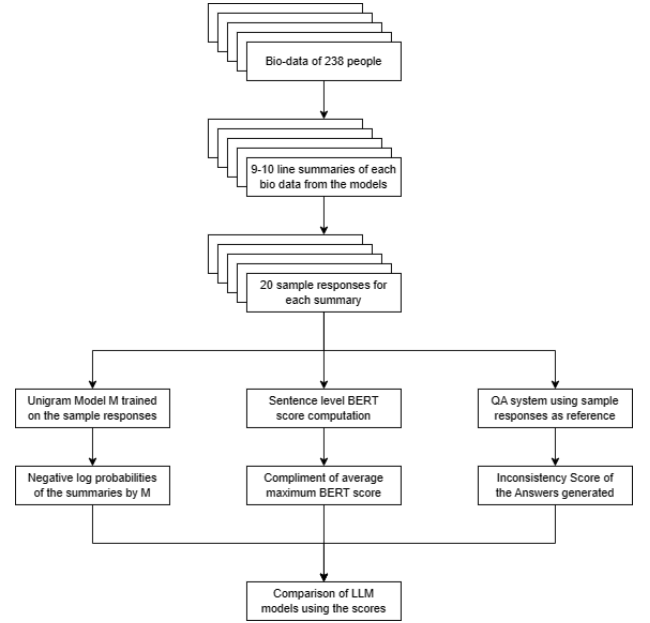 Bio-data of 238 people
9-10 line summaries of each
bio data from the models
20 sample responses for
each summary
Unigram Model M trained
on the sample responses
Sentence level BERT
score computation
QA system using sample
responses as reference
Negative log probabilities
of the summaries by M
Compliment of average
maximum BERT score
Inconsistency Score of
the Answers generated
Comparison of LLM
models using the scores